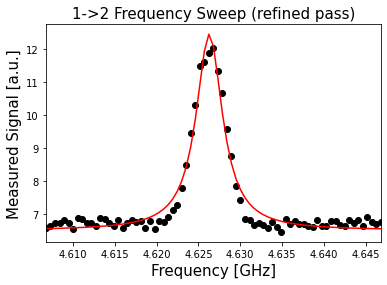 1->2 Frequency Sweep (refined pass)
Measured Signal [a.u.]
12
11
10
9
8
7
4.610 4.615 4.620 4.625 4.630 4.635 4.640 4.645
Frequency [GHz]